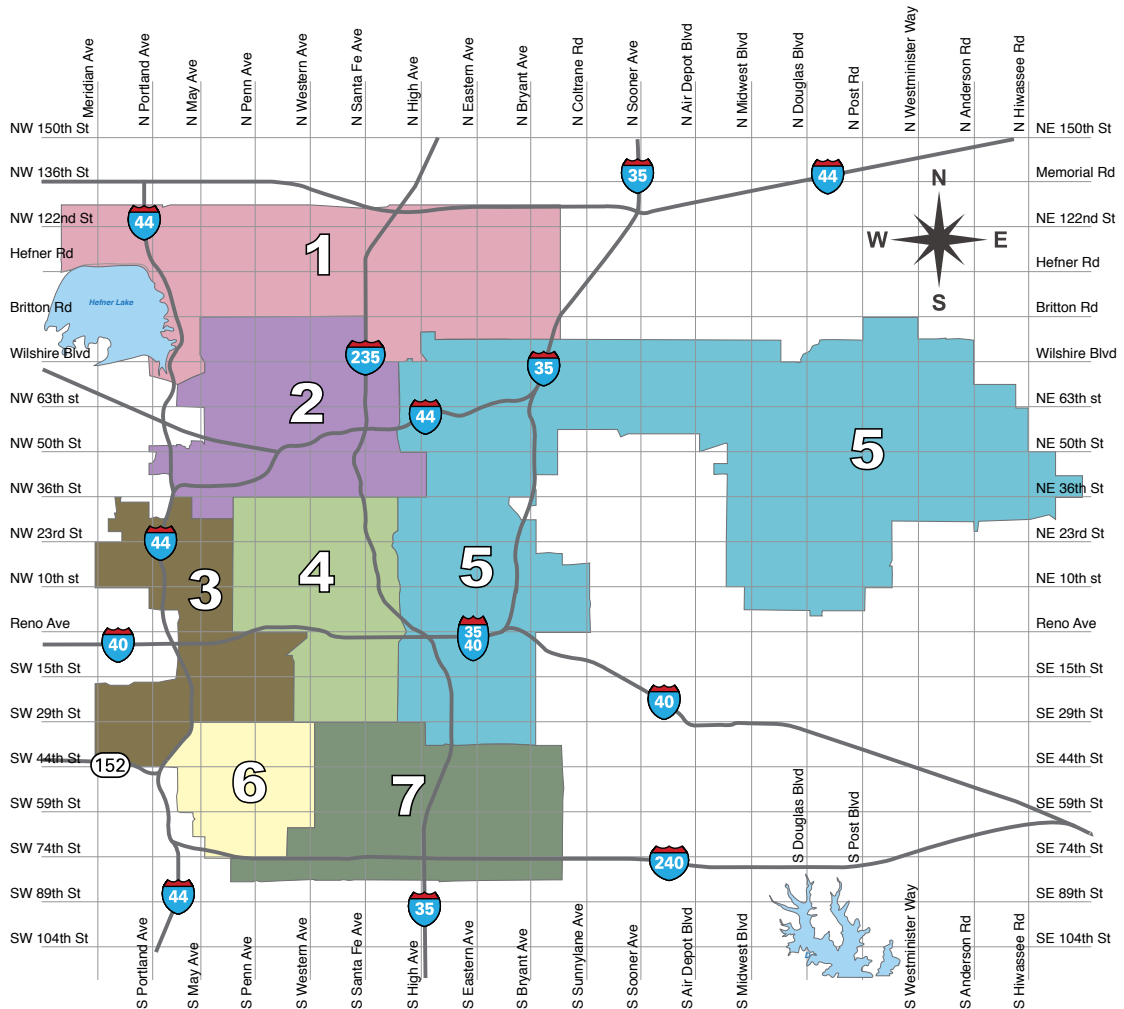 Meridian Ave
N Portland Ave
N May Ave
N Penn Ave
N Western Ave
N Santa Fe Ave
N High Ave
N Eastern Ave
N Bryant Ave
N Coltrane Rd
N Sooner Ave
N Air Depot Blvd
N Midwest Blvd
N Douglas Blvd
N Post Rd
N Westminister Way
N Anderson Rd
N Hiwassee Rd
NW 150th St
NE 150th St
NW 136th St
35
44
Memorial Rd
N
NW 122nd St
44
NE 122nd St
W
E
Hefner Rd
1
Hefner Rd
S
Britton Rd
Hefner Lake
Britton Rd
Wilshire Blvd
235
35
Wilshire Blvd
NW 63th st
2
44
NE 63th st
NW 50th St
5
NE 50th St
NW 36th St
NE 36th St
NW 23rd St
44
NE 23rd St
NW 10th st
3
4
5
NE 10th st
Reno Ave
40
35
40
Reno Ave
SW 15th St
SE 15th St
SW 29th St
40
SE 29th St
SW 44th St
152
SE 44th St
SW 59th St
6
7
S Douglas Blvd
S Post Blvd
SE 59th St
SW 74th St
240
SE 74th St
SW 89th St
44
35
SE 89th St
SW 104th St
SE 104th St
S Portland Ave
S May Ave
S Penn Ave
S Western Ave
S Santa Fe Ave
S High Ave
S Eastern Ave
S Bryant Ave
S Sunnylane Ave
S Sooner Ave
S Air Depot Blvd
S Midwest Blvd
S Westminister Way
S Anderson Rd
S Hiwassee Rd